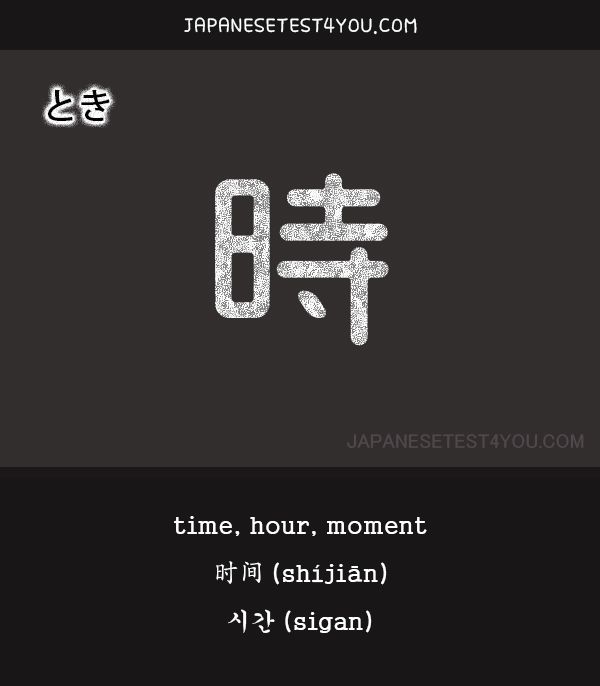 JAPANESETEST4YOU.COM
とき
時
JAPANESETEST4YOU.COM
time, hour, moment
时间 (shíjiān)
시간 (sigan)